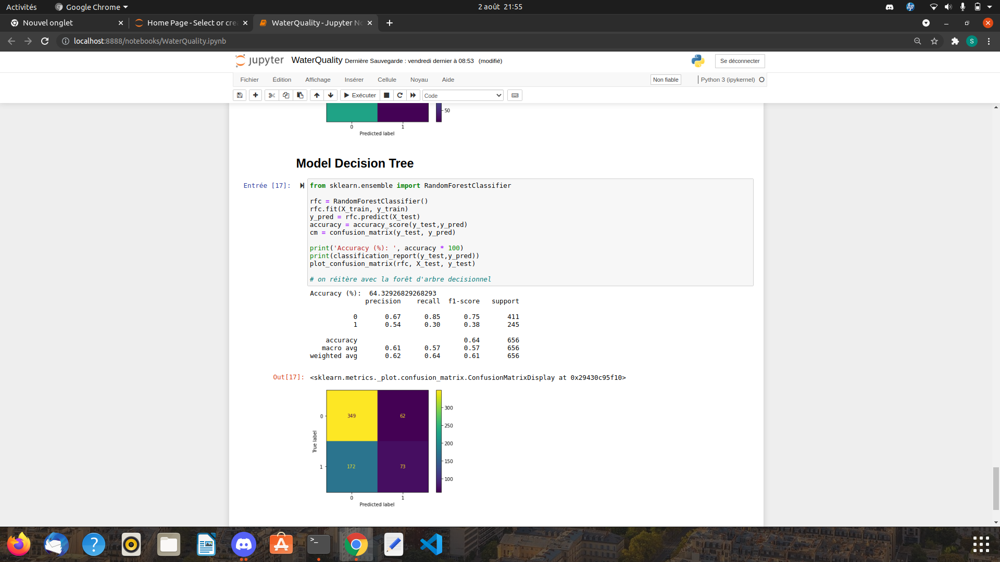 Activités
Google Chrome
2 août 21:55
Nouvel onglet
Home Page - Select or crea
WaterQuality - Jupyter No
localhost:8888/notebooks/WaterQuality.ipynb
S
jupyter
WaterQuality Dernière Sauvegarde : vendredi dernier à 08:53 (modifié)
Se déconnecter
Fichier Édition Affichage Insérer Cellule Noyau Aide
Non fiable
Python 3 (ipykernel)
Exécuter
Code
50
0 1
Predicted label
Model Decision Tree
Entrée [17]:
from sklearn.ensemble import RandomForestClassifier
rfc = RandomForestClassifier()
rfc.fit(X_train, y_train)
y_pred = rfc.predict(X_test)
accuracy = accuracy_score(y_test,y_pred)
cm = confusion_matrix(y_test, y_pred)
print('Accuracy (%): ', accuracy * 100)
print(classification_report(y_test,y_pred))
plot_confusion_matrix(rfc, X_test, y_test)
# on réitère avec la forêt d'arbre decisionnel
Accuracy (%):  64.32926829268293
precision recall f1-score support
0 0.67 0.85 0.75 411
1 0.54 0.30 0.38 245
accuracy 0.64 656
macro avg 0.61 0.57 0.57 656
weighted avg 0.62 0.64 0.61 656
Out[17]: <sklearn.metrics._plot.confusion_matrix.ConfusionMatrixDisplay at 0x29430c95f10>
300
250
200
150
100
0 349 62
True label
1 172 73
0 1
Predicted label